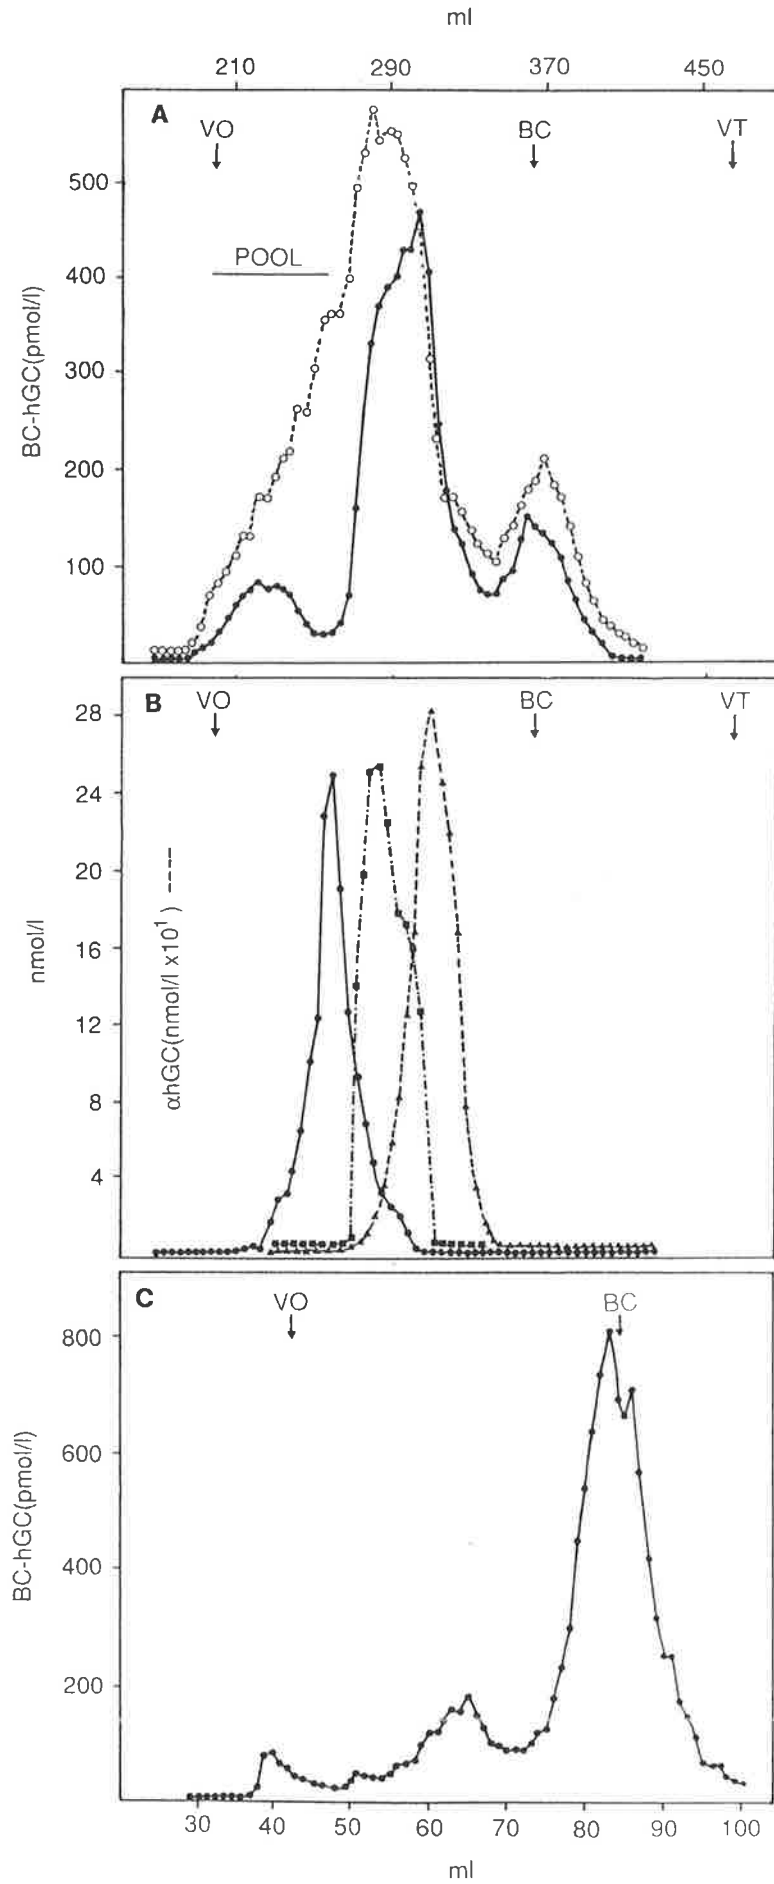 ml
210 290 370 450
A
VO BC VT
POOL
500
400
300
200
100
BC-hGC(pmol/l)
B
VO BC VT
28
24
20
16
12
8
4
nmol/l
αhGC(nmol/l x10¹) ----
C
VO BC
800
600
400
200
BC-hGC(pmol/l)
30 40 50 60 70 80 90 100
ml